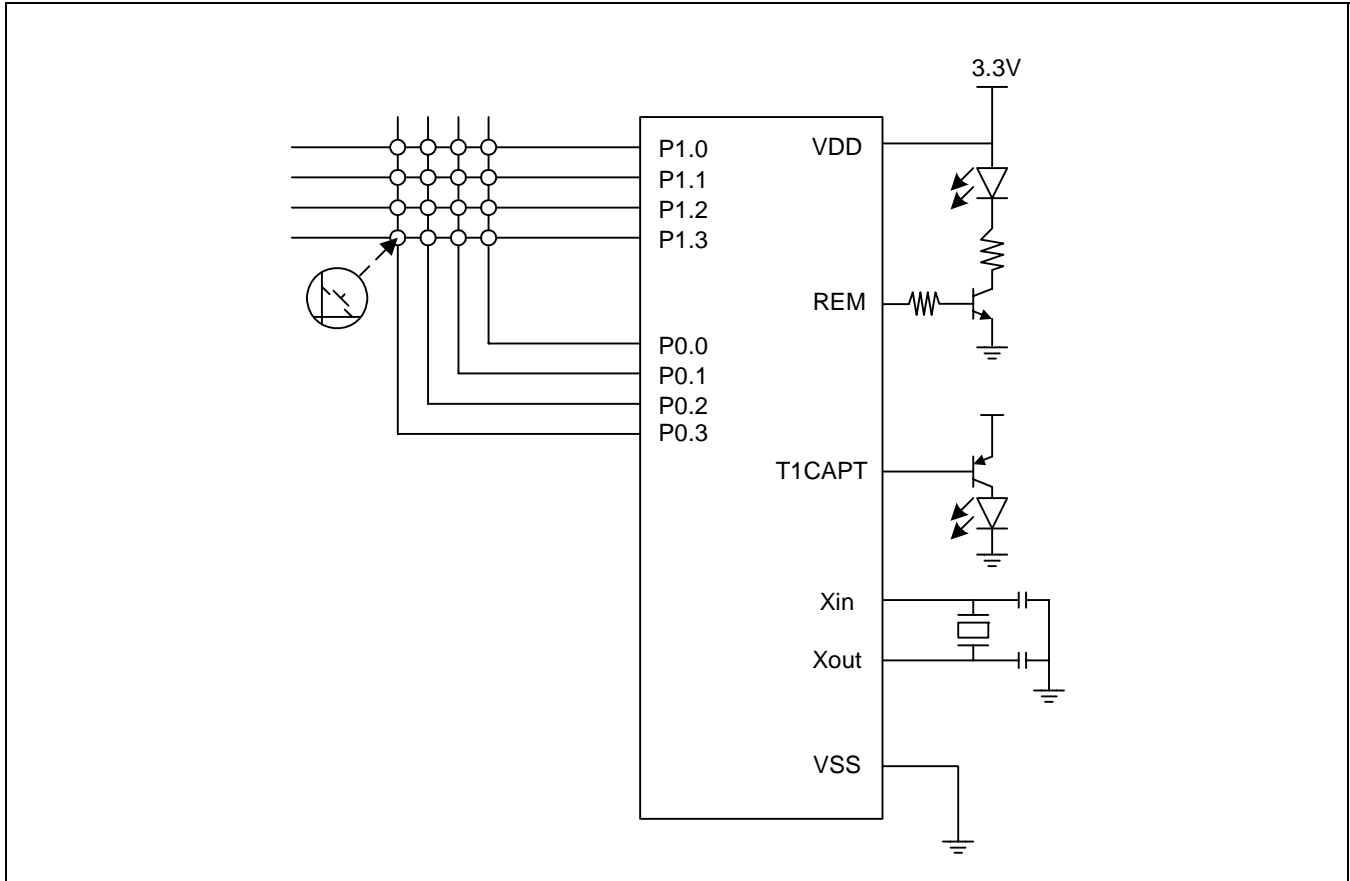 3.3V
P1.0
VDD
P1.1
P1.2
P1.3
REM
P0.0
P0.1
P0.2
P0.3
T1CAPT
Xin
Xout
VSS